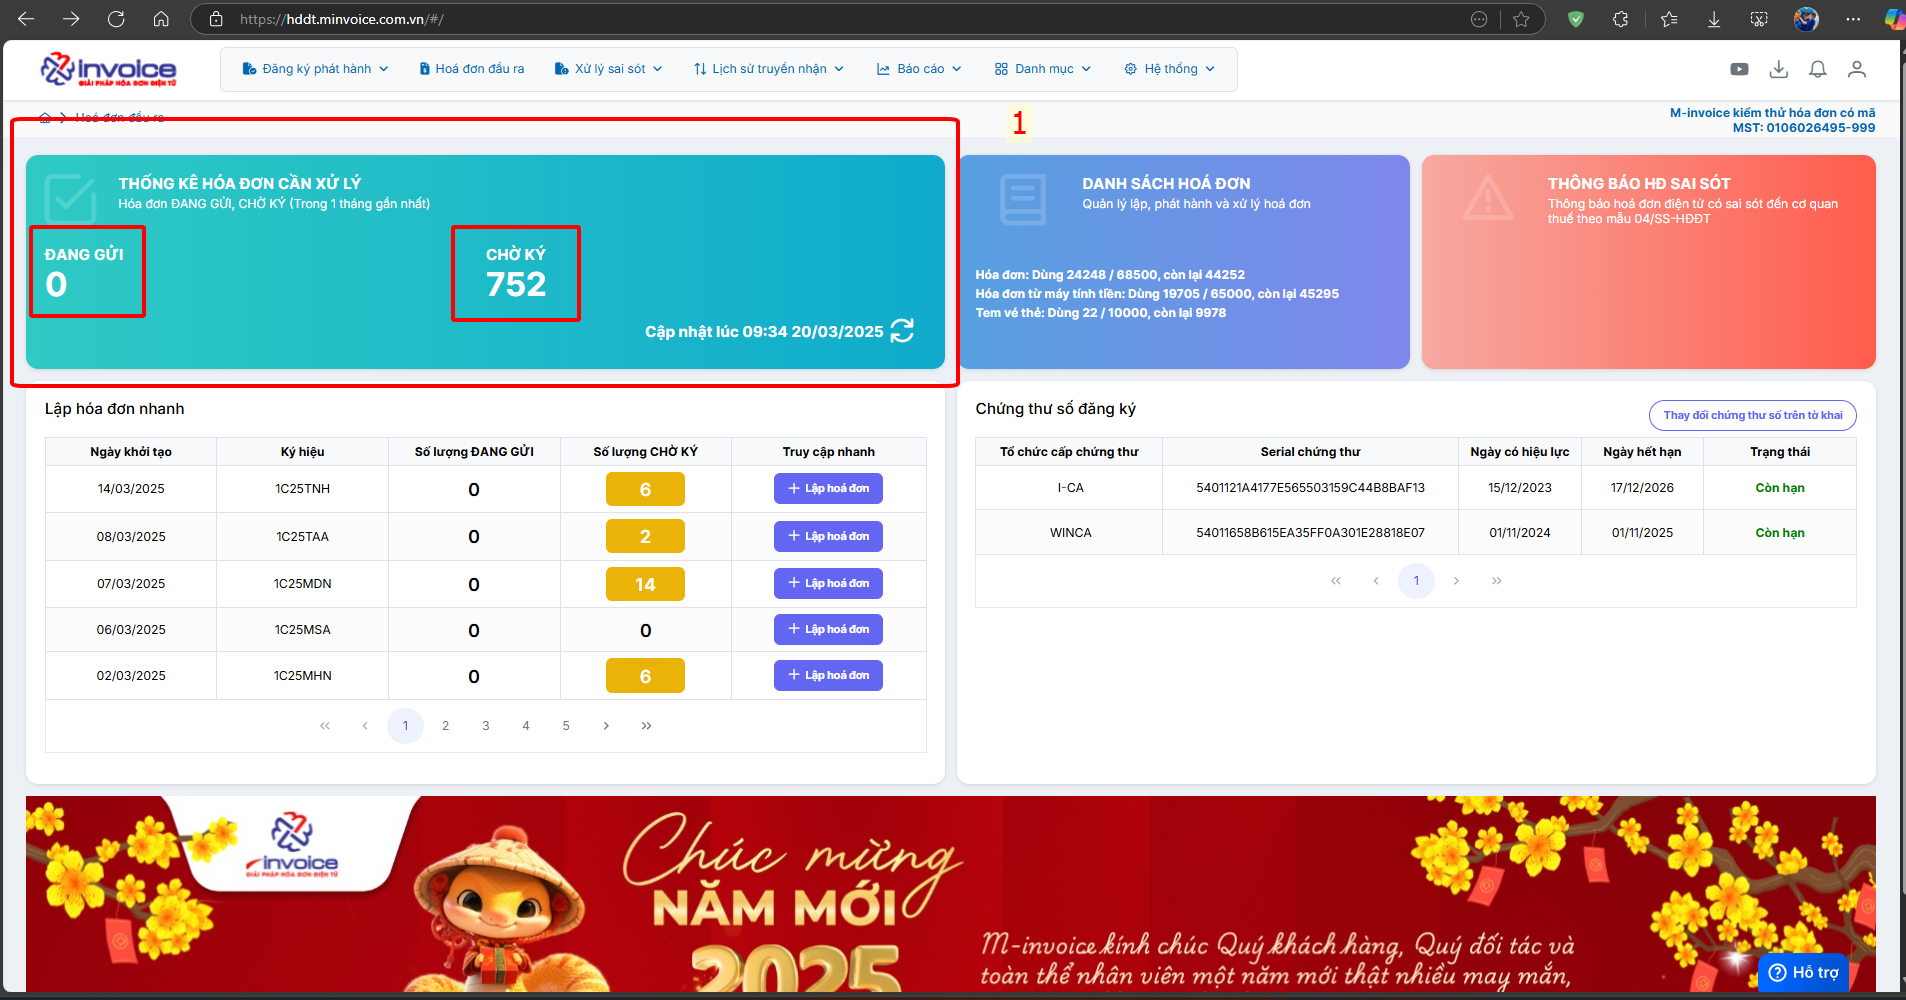 https://hddt.minvoice.com.vn/#/
invoice
GIẢI PHÁP HÓA ĐƠN ĐIỆN TỬ
Đăng ký phát hành
Hoá đơn đầu ra
Xử lý sai sót
Lịch sử truyền nhận
Báo cáo
Danh mục
Hệ thống
Hoá đơn đầu ra
1
M-invoice kiểm thử hóa đơn có mã
MST: 0106026495-999
THỐNG KÊ HÓA ĐƠN CẦN XỬ LÝ
Hóa đơn ĐANG GỬI, CHỜ KÝ (Trong 1 tháng gần nhất)
ĐANG GỬI
0
CHỜ KÝ
752
Cập nhật lúc 09:34 20/03/2025
DANH SÁCH HOÁ ĐƠN
Quản lý lập, phát hành và xử lý hoá đơn
Hóa đơn: Dùng 24248 / 68500, còn lại 44252
Hóa đơn từ máy tính tiền: Dùng 19705 / 65000, còn lại 45295
Tem vé thẻ: Dùng 22 / 10000, còn lại 9978
THÔNG BÁO HĐ SAI SÓT
Thông báo hoá đơn điện tử có sai sót đến cơ quan
thuế theo mẫu 04/SS-HĐĐT
Lập hóa đơn nhanh
Ngày khởi tạo Ký hiệu Số lượng ĐANG GỬI Số lượng CHỜ KÝ Truy cập nhanh
14/03/2025 1C25TNH 0 6 Lập hoá đơn
08/03/2025 1C25TAA 0 2 Lập hoá đơn
07/03/2025 1C25MDN 0 14 Lập hoá đơn
06/03/2025 1C25MSA 0 0 Lập hoá đơn
02/03/2025 1C25MHN 0 6 Lập hoá đơn
1 2 3 4 5
Chứng thư số đăng ký
Thay đổi chứng thư số trên tờ khai
Tổ chức cấp chứng thư Serial chứng thư Ngày có hiệu lực Ngày hết hạn Trạng thái
I-CA 5401121A4177E565503159C44B8BAF13 15/12/2023 17/12/2026 Còn hạn
WINCA 54011658B615EA35FF0A301E28818E07 01/11/2024 01/11/2025 Còn hạn
1
invoice
GIẢI PHÁP HÓA ĐƠN ĐIỆN TỬ
Chúc mừng
NĂM MỚI
2025
M-invoice kính chúc Quý khách hàng, Quý đối tác và
toàn thể nhân viên một năm mới thật nhiều may mắn,
Hỗ trợ